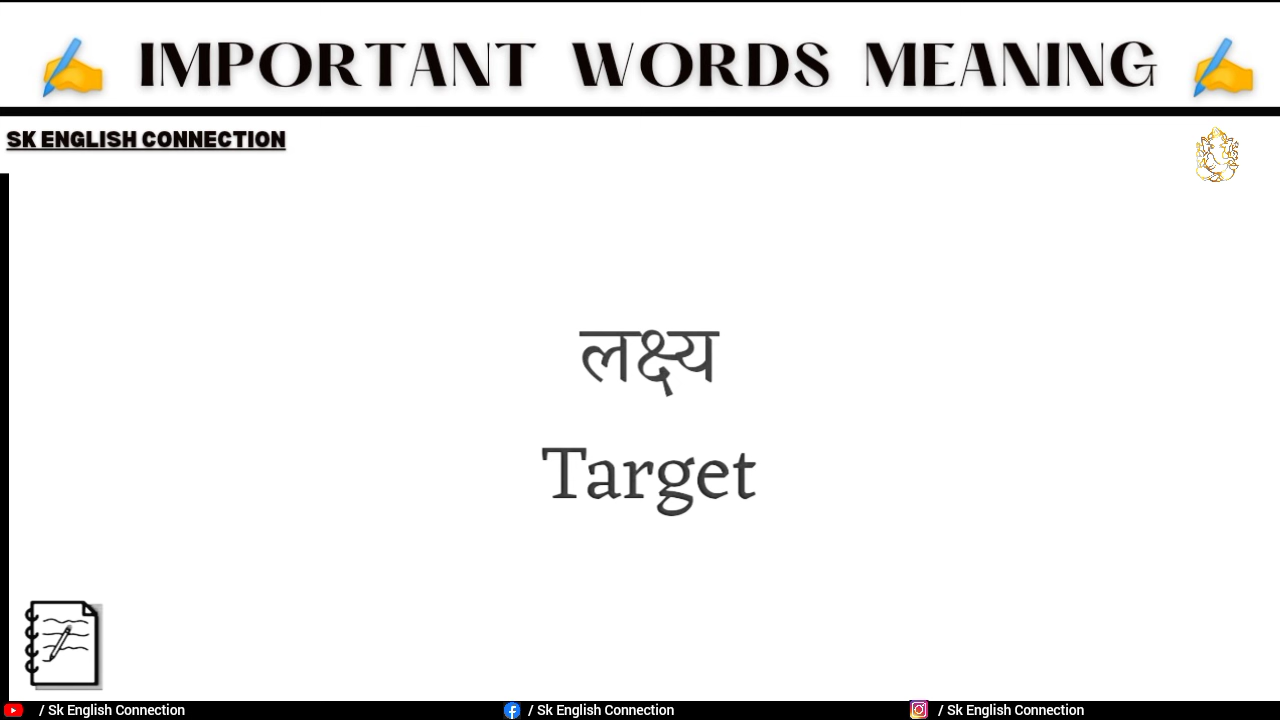 IMPORTANT WORDS MEANING
SK ENGLISH CONNECTION
लक्ष्य
Target
/ Sk English Connection
/ Sk English Connection
/ Sk English Connection